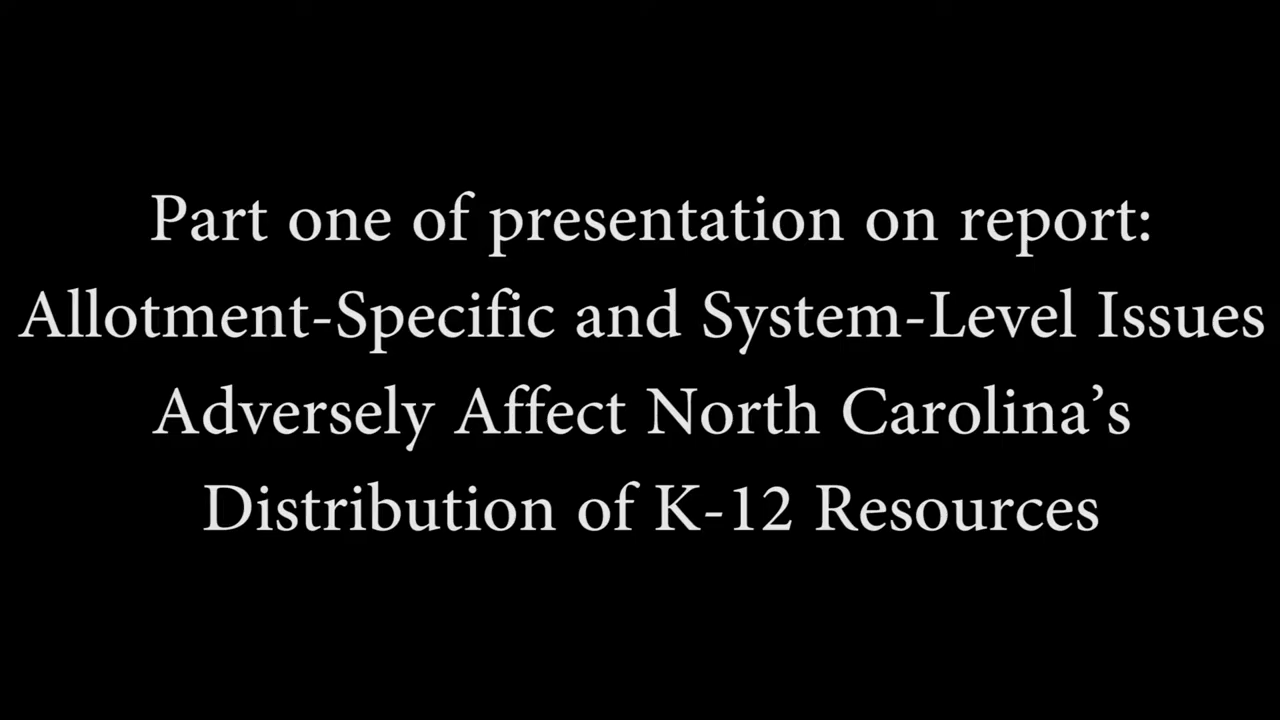 Part one of presentation on report:
Allotment-Specific and System-Level Issues
Adversely Affect North Carolina’s
Distribution of K-12 Resources